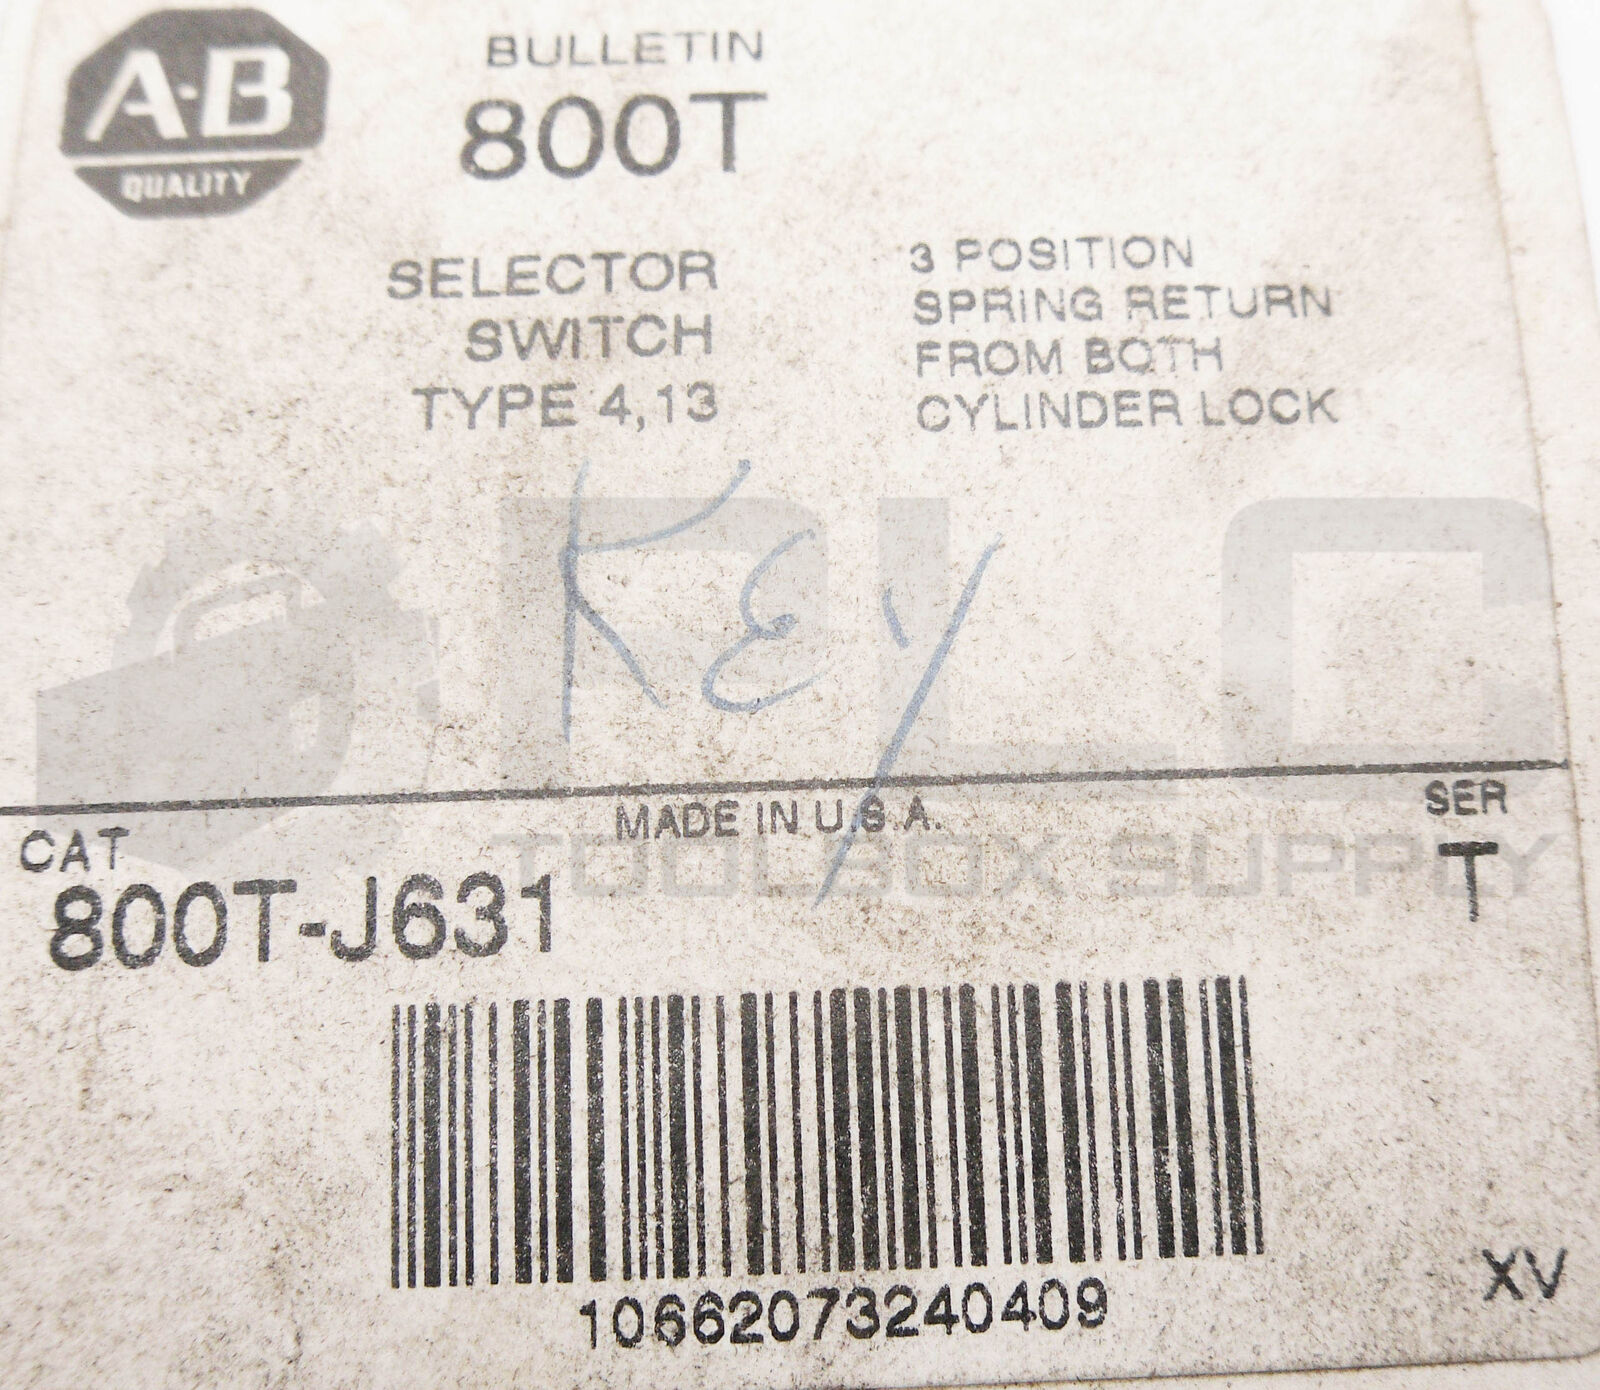 A-B
QUALITY
BULLETIN
800T
SELECTOR
SWITCH
TYPE 4,13
3 POSITION
SPRING RETURN
FROM BOTH
CYLINDER LOCK
KEY
PLC
TOOLBOX SUPPLY
MADE IN U.S.A.
CAT
800T-J631
SER
T
10662073240409
XV